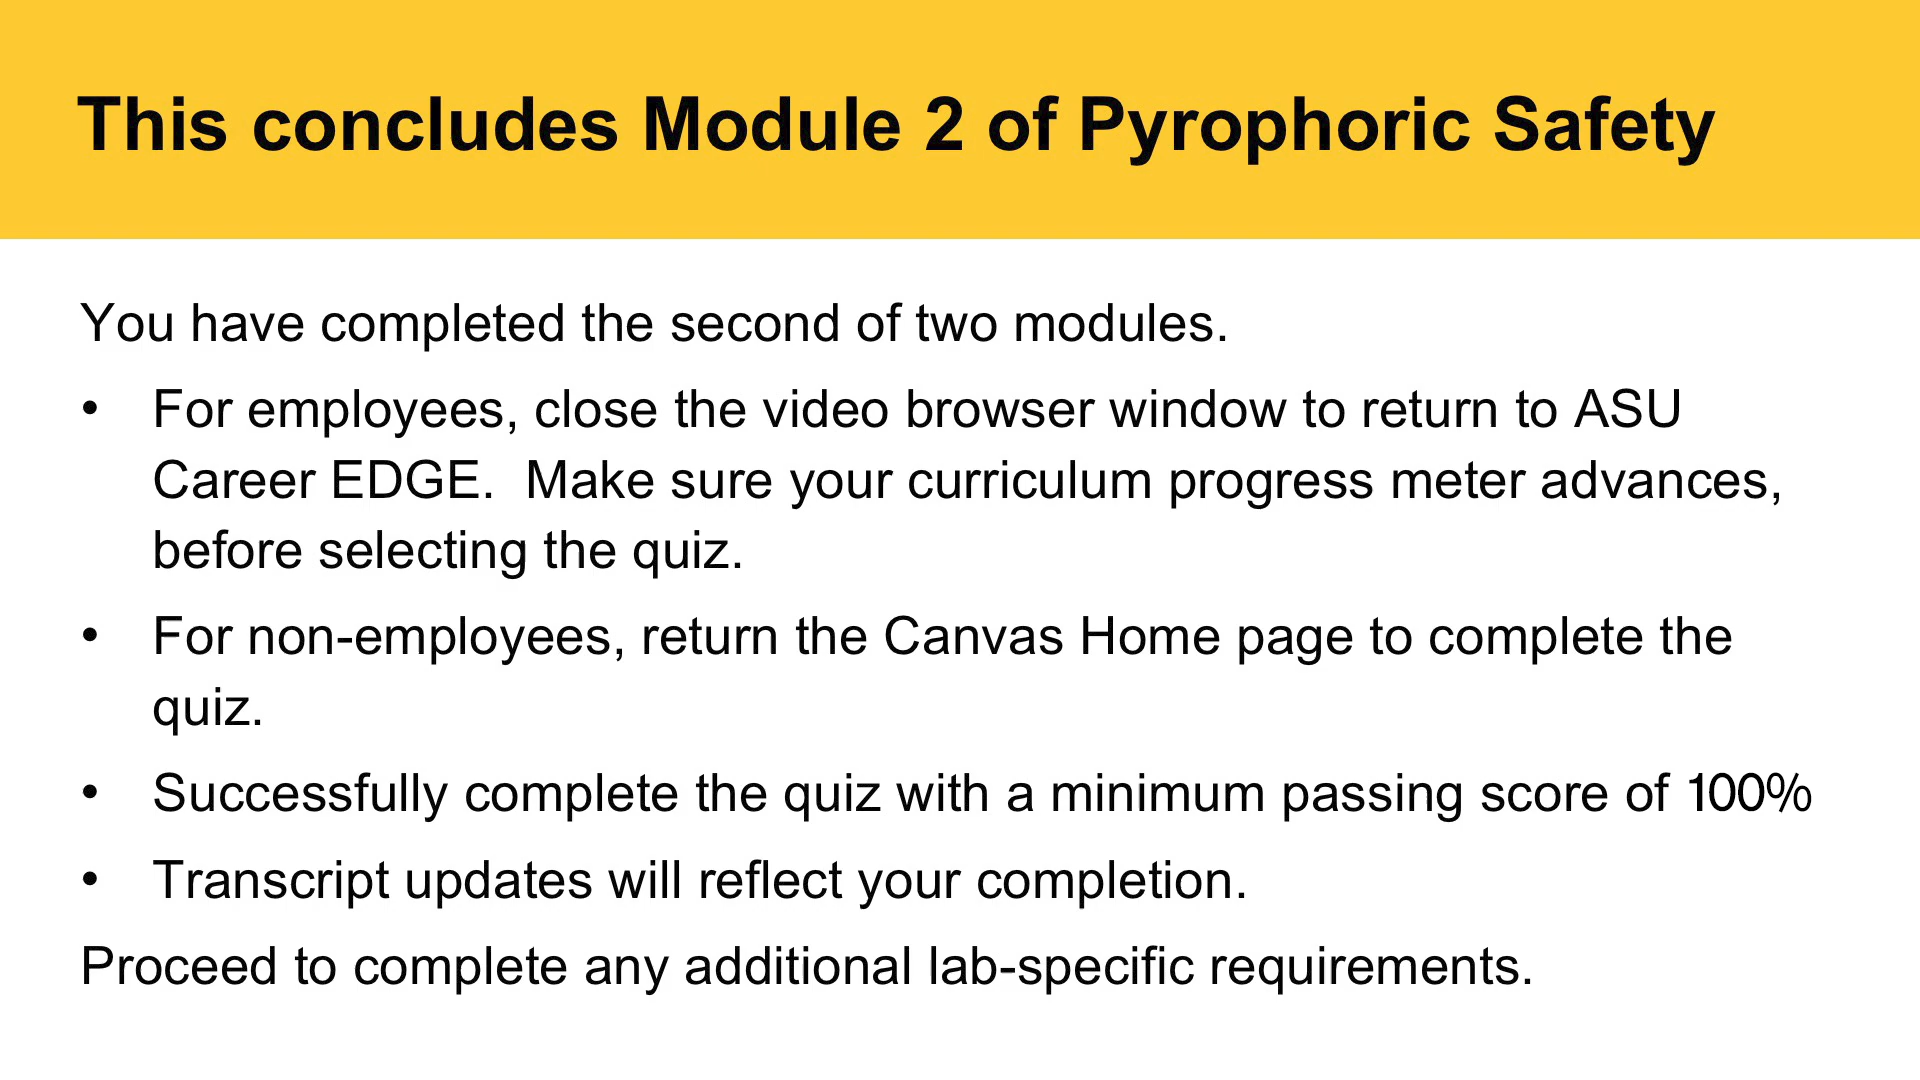 This concludes Module 2 of Pyrophoric Safety
You have completed the second of two modules.
• For employees, close the video browser window to return to ASU
Career EDGE.  Make sure your curriculum progress meter advances,
before selecting the quiz.
• For non-employees, return the Canvas Home page to complete the
quiz.
• Successfully complete the quiz with a minimum passing score of 100%
• Transcript updates will reflect your completion.
Proceed to complete any additional lab-specific requirements.